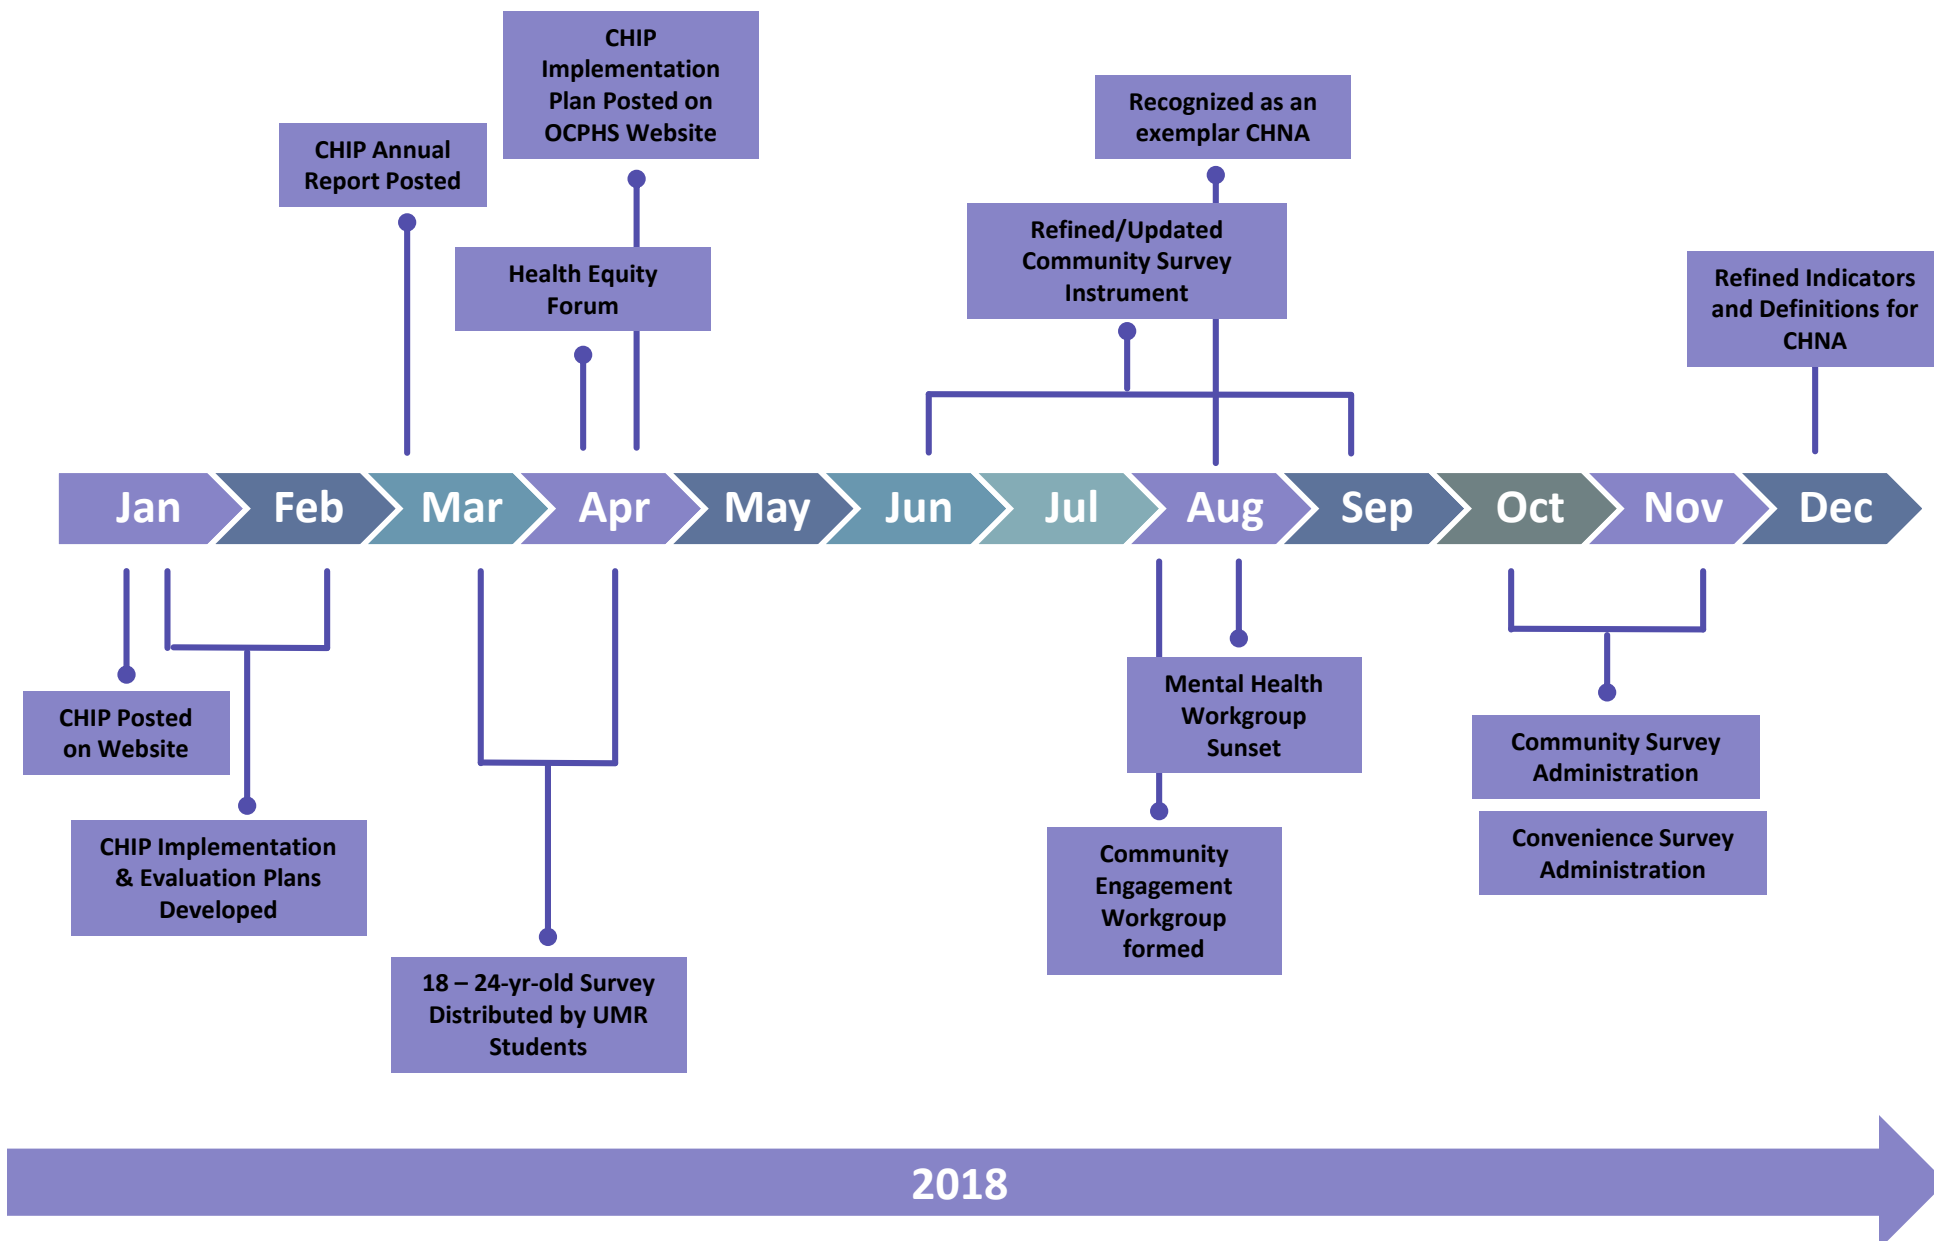 CHIP
Implementation
Plan Posted on
OCPHS Website
CHIP Annual
Report Posted
Health Equity
Forum
Recognized as an
exemplar CHNA
Refined/Updated
Community Survey
Instrument
Refined Indicators
and Definitions for
CHNA
Jan
Feb
Mar
Apr
May
Jun
Jul
Aug
Sep
Oct
Nov
Dec
CHIP Posted
on Website
CHIP Implementation
& Evaluation Plans
Developed
18 – 24-yr-old Survey
Distributed by UMR
Students
Mental Health
Workgroup
Sunset
Community
Engagement
Workgroup
formed
Community Survey
Administration
Convenience Survey
Administration
2018